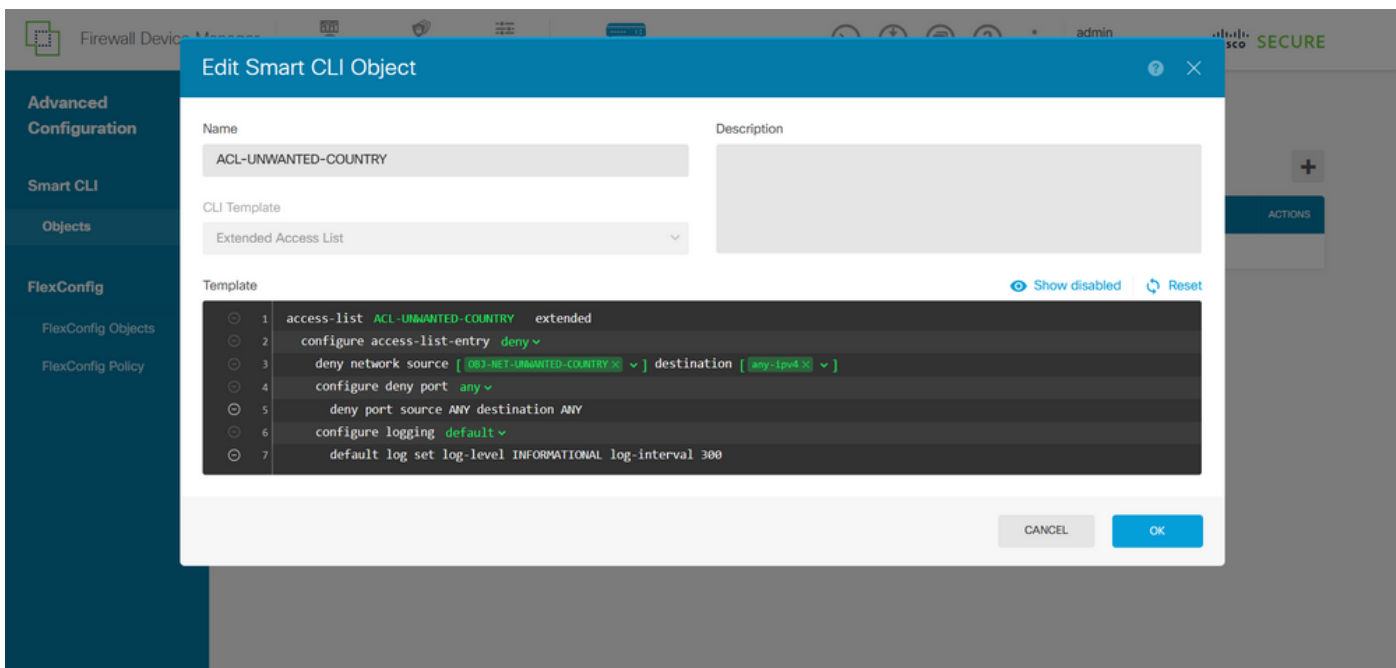 Firewall Device Manager
admin
cisco SECURE
Edit Smart CLI Object
Advanced
Configuration
Smart CLI
Objects
FlexConfig
FlexConfig Objects
FlexConfig Policy
Name
ACL-UNWANTED-COUNTRY
Description
CLI Template
Extended Access List
ACTIONS
Template
Show disabled
Reset
1 access-list ACL-UNWANTED-COUNTRY extended
2 configure access-list-entry deny
3 deny network source [ OBJ-NET-UNWANTED-COUNTRY × ] destination [ any-ipv4 × ]
4 configure deny port any
5 deny port source ANY destination ANY
6 configure logging default
7 default log set log-level INFORMATIONAL log-interval 300
CANCEL
OK